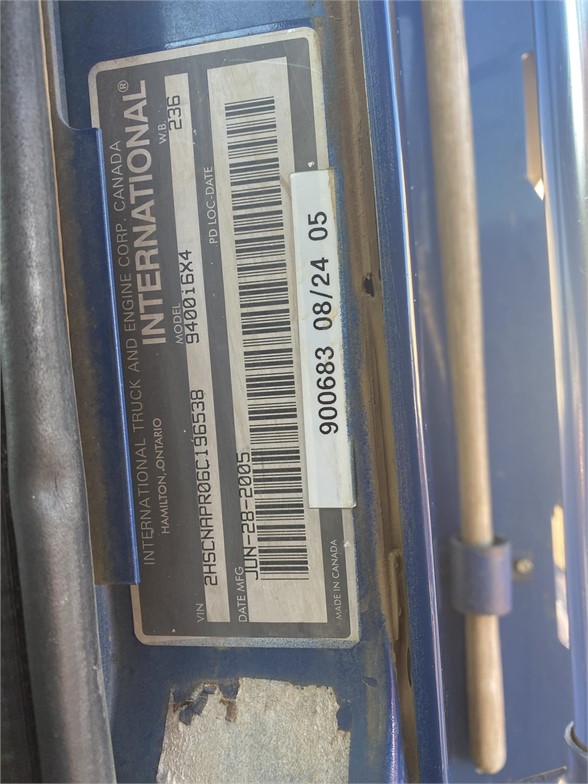 INTERNATIONAL TRUCK AND ENGINE CORP. CANADA
INTERNATIONAL®
HAMILTON, ONTARIO
MODEL W.B.
9400i6X4 236
VIN
2HSCNAPR06C196538
PD LOC-DATE
DATE MFG
JUN-28-2005
900683 08/24 05
MADE IN CANADA